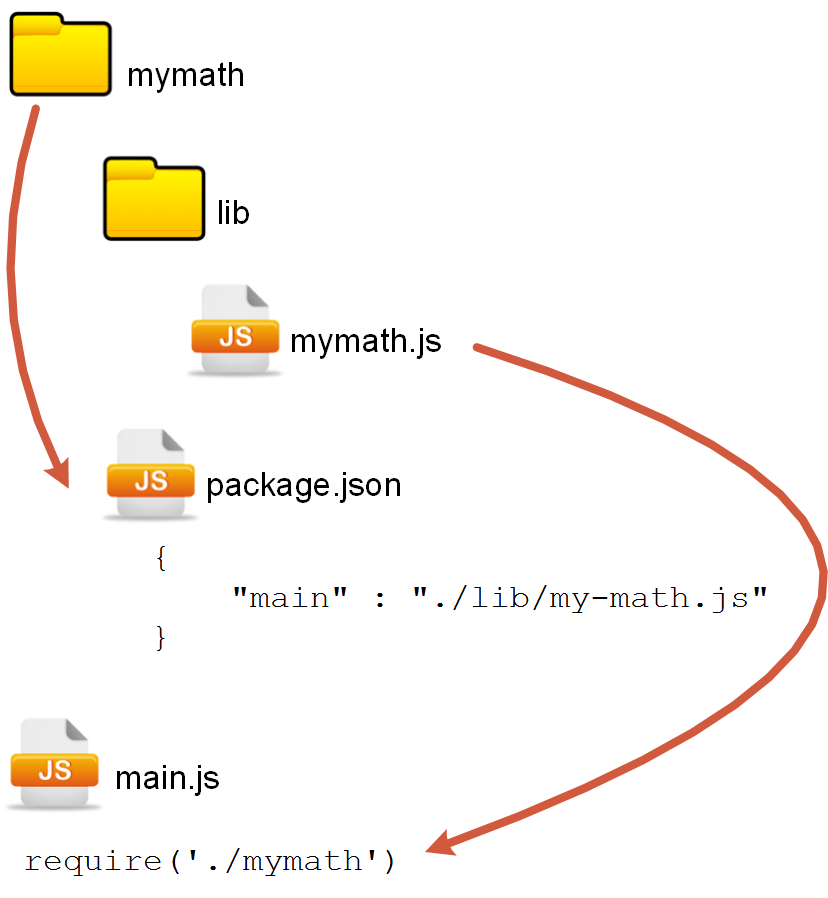 mymath
lib
JS
mymath.js
JS
package.json
{
"main" : "./lib/my-math.js"
}
JS
main.js
require('./mymath')